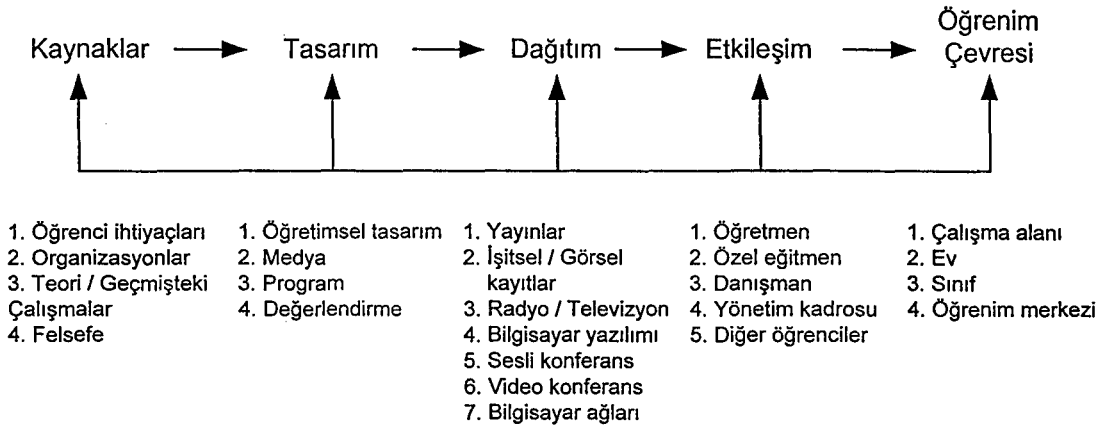 Kaynaklar
Tasarım
Dağıtım
Etkileşim
Öğrenim
Çevresi
1. Öğrenci ihtiyaçları
2. Organizasyonlar
3. Teori / Geçmişteki
Çalışmalar
4. Felsefe
1. Öğretimsel tasarım
2. Medya
3. Program
4. Değerlendirme
1. Yayınlar
2. İşitsel / Görsel
kayıtlar
3. Radyo / Televizyon
4. Bilgisayar yazılımı
5. Sesli konferans
6. Video konferans
7. Bilgisayar ağları
1. Öğretmen
2. Özel eğitmen
3. Danışman
4. Yönetim kadrosu
5. Diğer öğrenciler
1. Çalışma alanı
2. Ev
3. Sınıf
4. Öğrenim merkezi